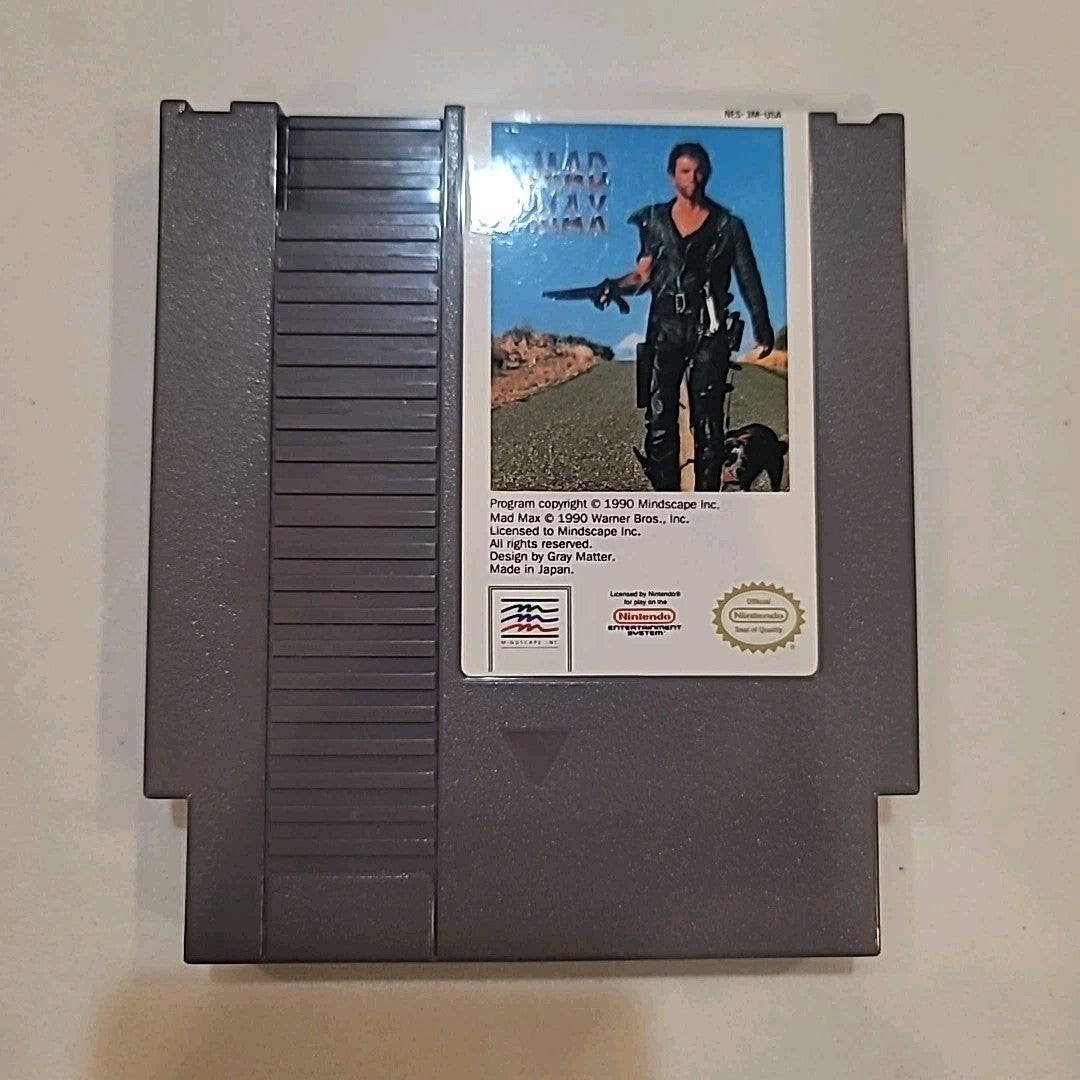 NES-3M-USA
MAD
MAX
Program copyright © 1990 Mindscape Inc.
Mad Max © 1990 Warner Bros., Inc.
Licensed to Mindscape Inc.
All rights reserved.
Design by Gray Matter.
Made in Japan.
MINDSCAPE INC
Licensed by Nintendo®
for play on the
Nintendo
ENTERTAINMENT
SYSTEM
Official
Nintendo
Seal of Quality